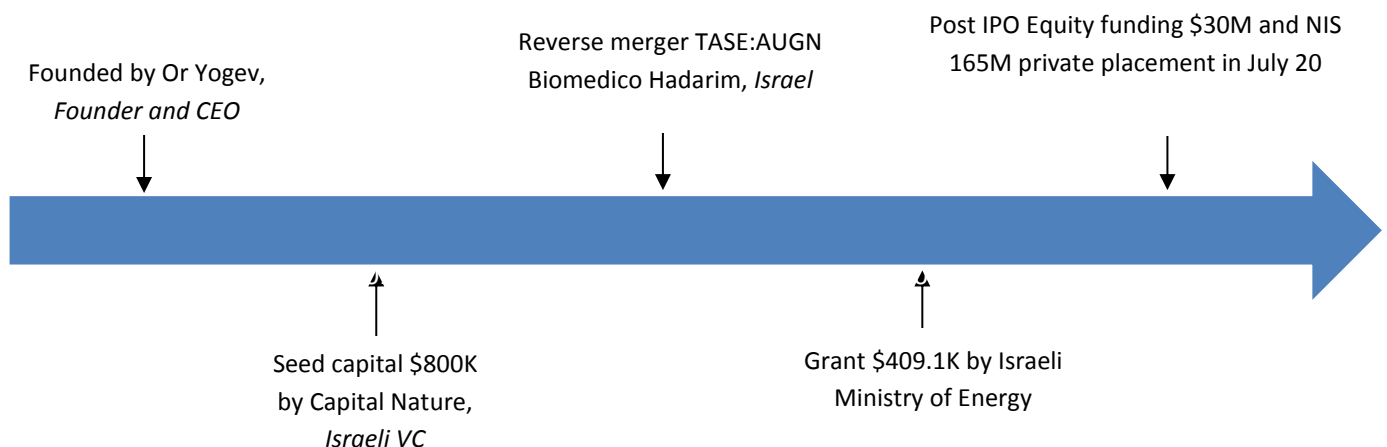 Founded by Or Yogev,
Founder and CEO
Reverse merger TASE:AUGN
Biomedico Hadarim, Israel
Post IPO Equity funding $30M and NIS
165M private placement in July 20
Seed capital $800K
by Capital Nature,
Israeli VC
Grant $409.1K by Israeli
Ministry of Energy